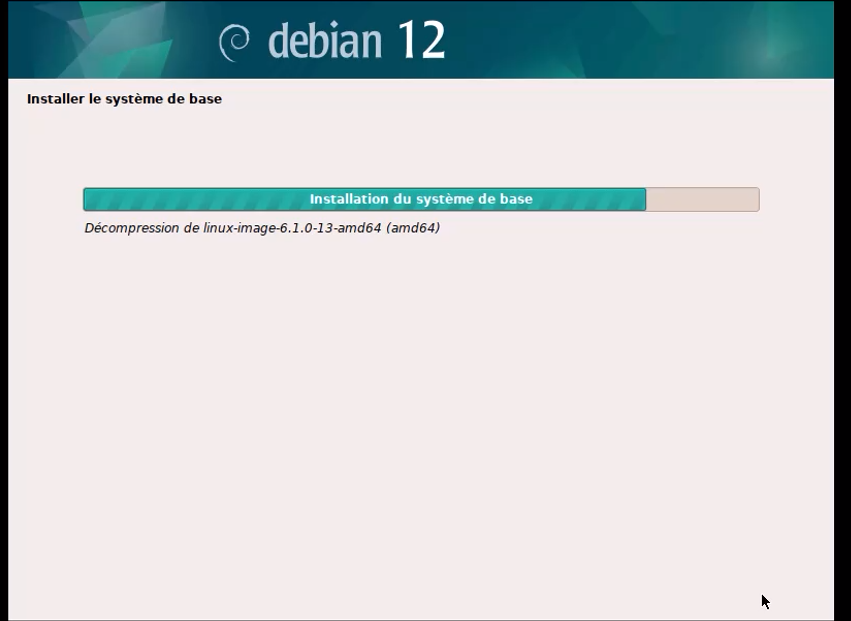 debian 12
Installer le système de base
Installation du système de base
Décompression de linux-image-6.1.0-13-amd64 (amd64)